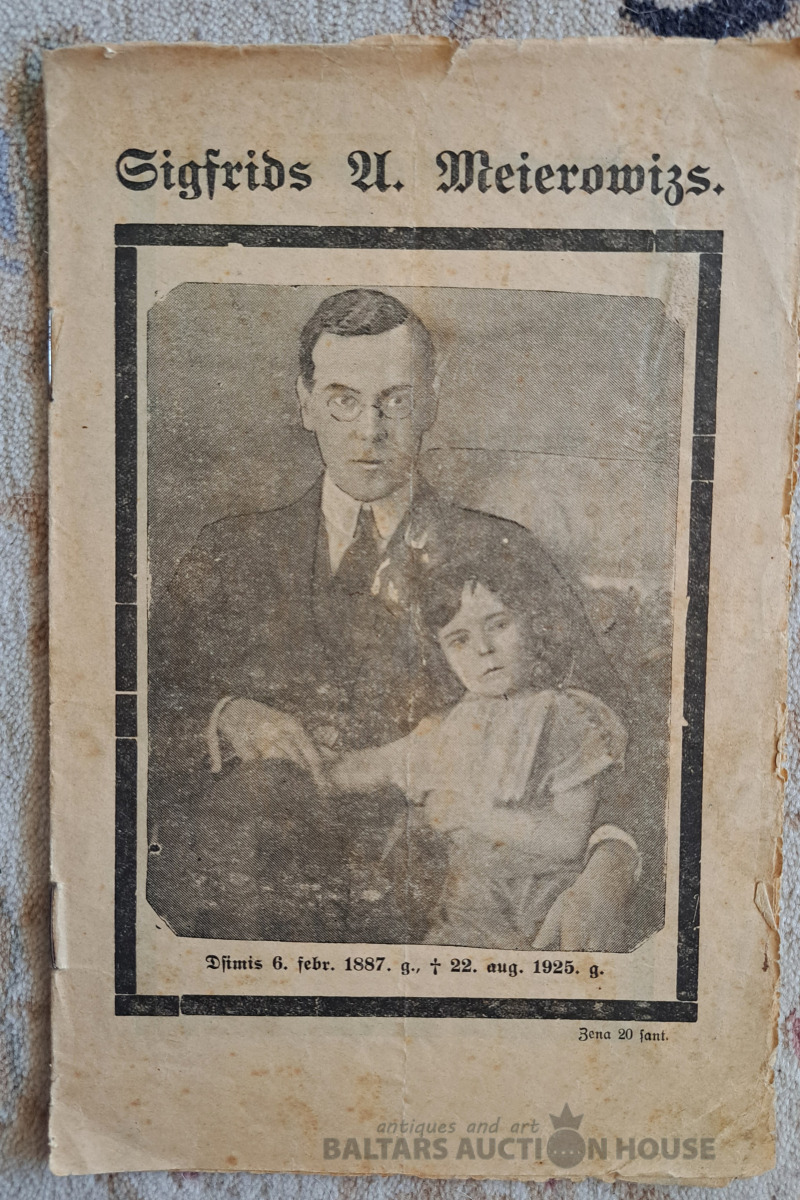 Sigfrids A. Meierowizs.
Dſimis 6. febr. 1887. g., † 22. aug. 1925. g.
Zena 20 ſant.
antiques and art
BALTARS AUCTION HOUSE